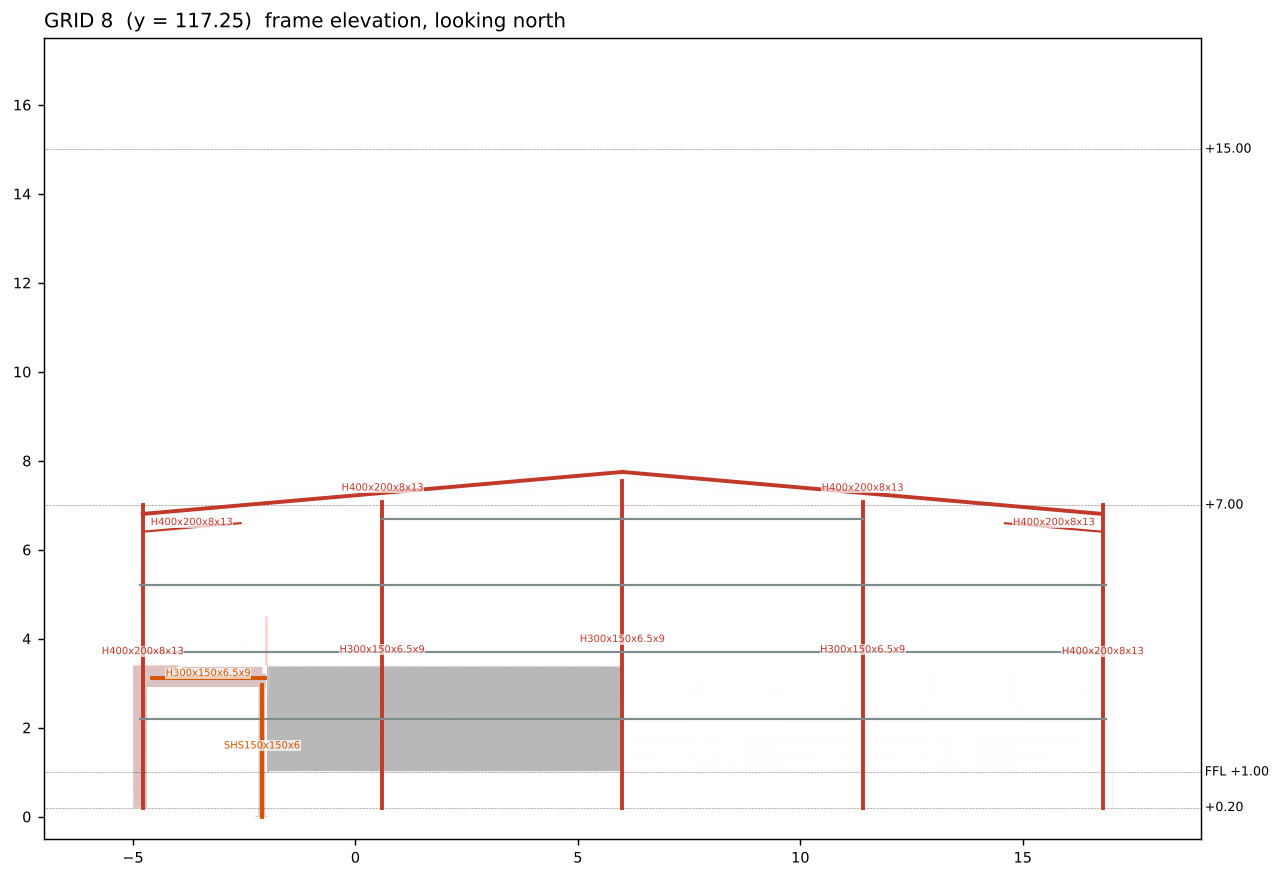 GRID 8  (y = 117.25)  frame elevation, looking north
16
+15.00
14
12
10
8
H400x200x8x13
H400x200x8x13
+7.00
H400x200x8x13
H400x200x8x13
6
4
H300x150x6.5x9
H400x200x8x13
H300x150x6.5x9
H300x150x6.5x9
H400x200x8x13
H300x150x6.5x9
2
SHS150x150x6
FFL +1.00
+0.20
0
−5
0
5
10
15